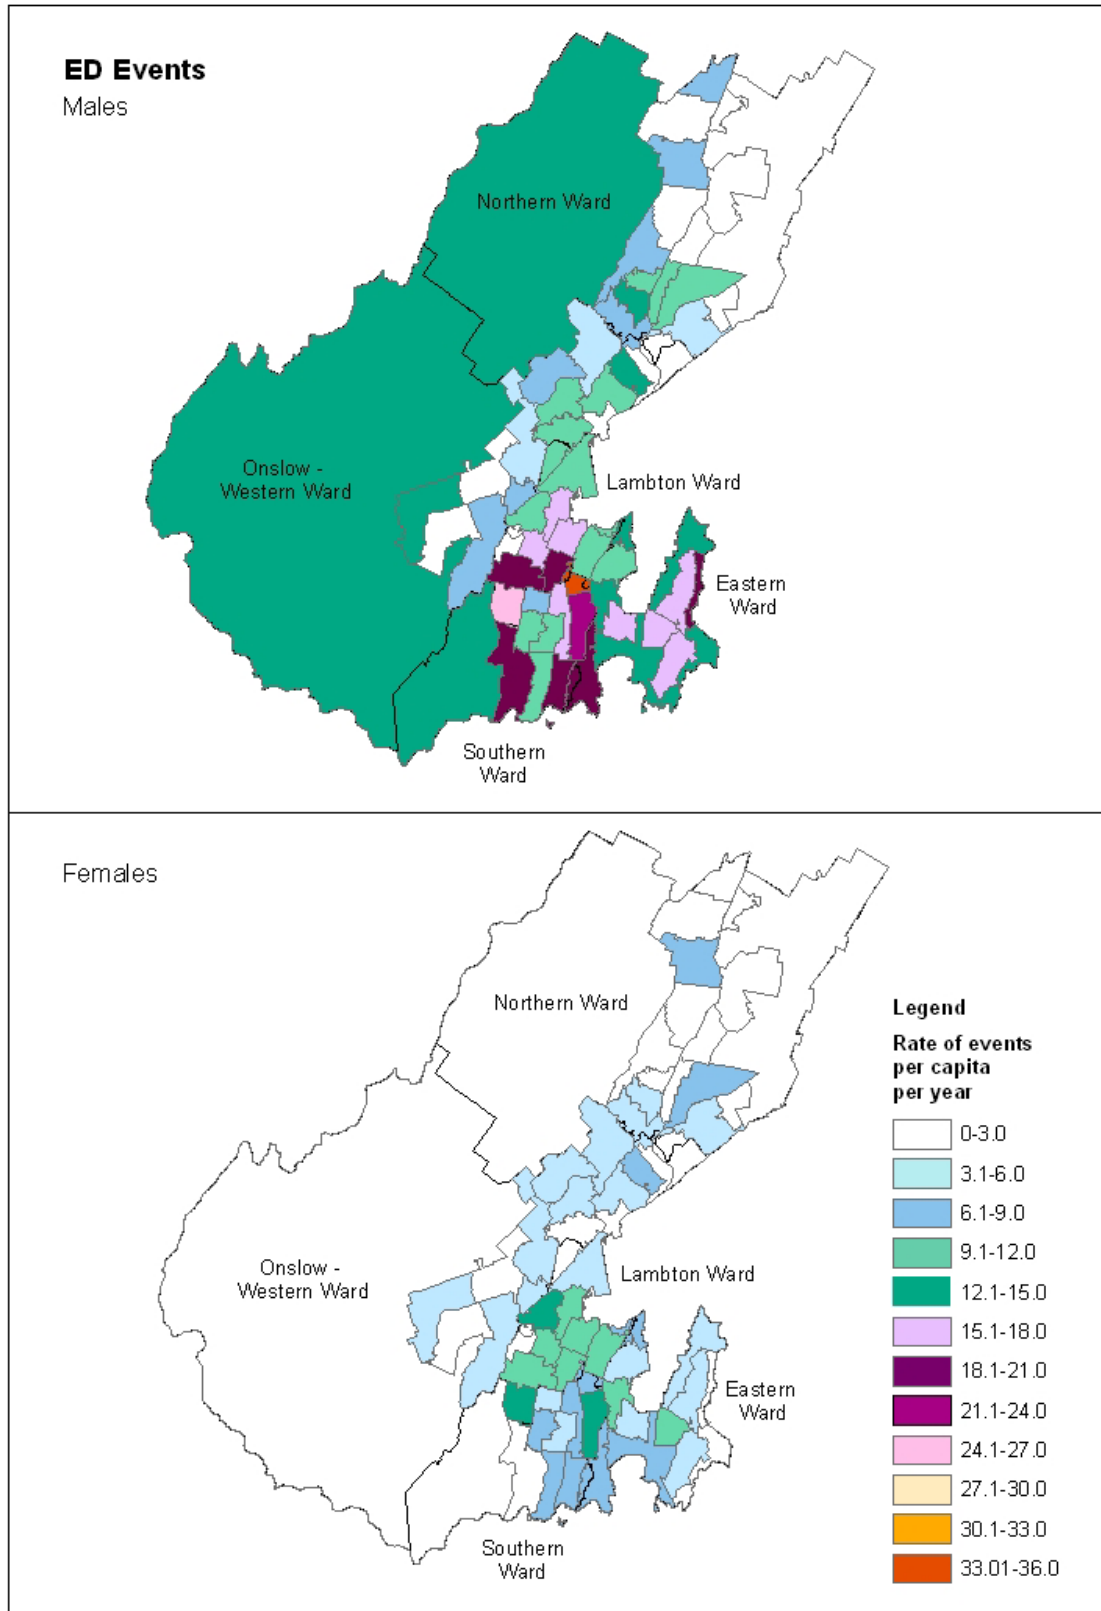 ED Events
Males
Northern Ward
Onslow -
Western Ward
Lambton Ward
Eastern
Ward
Southern
Ward
Females
Northern Ward
Onslow -
Western Ward
Lambton Ward
Eastern
Ward
Southern
Ward
Legend
Rate of events
per capita
per year
0-3.0
3.1-6.0
6.1-9.0
9.1-12.0
12.1-15.0
15.1-18.0
18.1-21.0
21.1-24.0
24.1-27.0
27.1-30.0
30.1-33.0
33.01-36.0